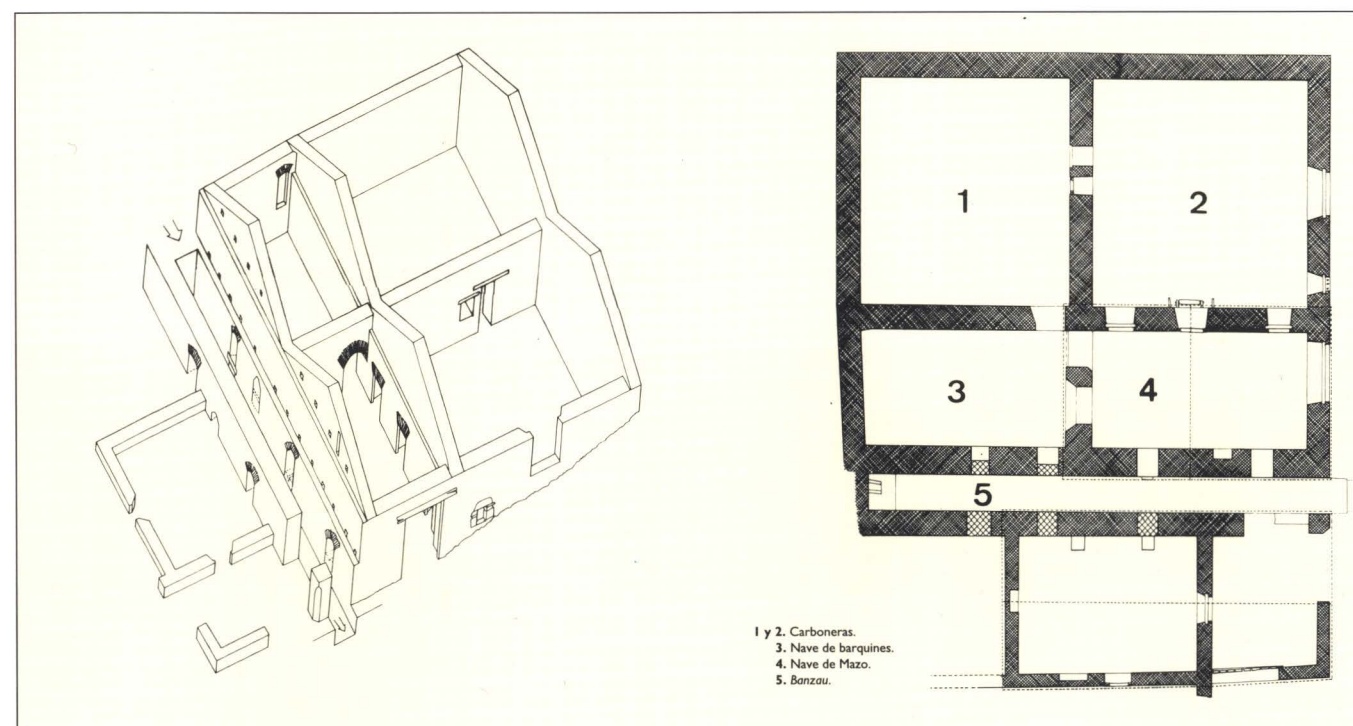 1
2
3
4
5
1 y 2. Carboneras.
3. Nave de barquines.
4. Nave de Mazo.
5. Banzau.